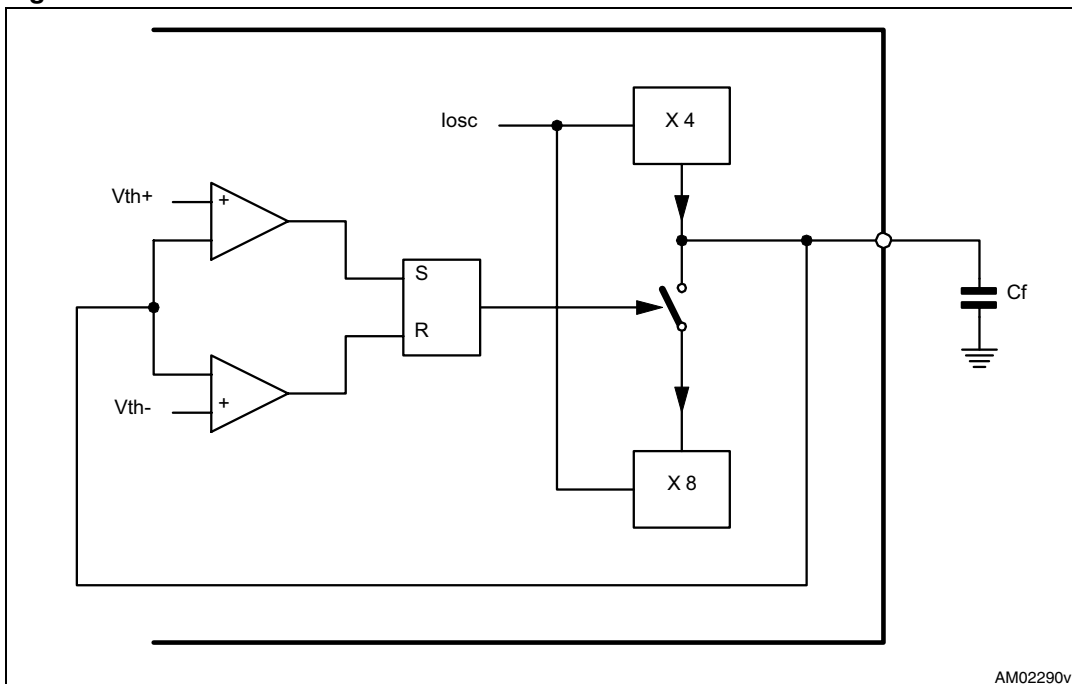 Iosc
X 4
Vth+
+
S
R
Cf
Vth-
+
X 8
AM02290v